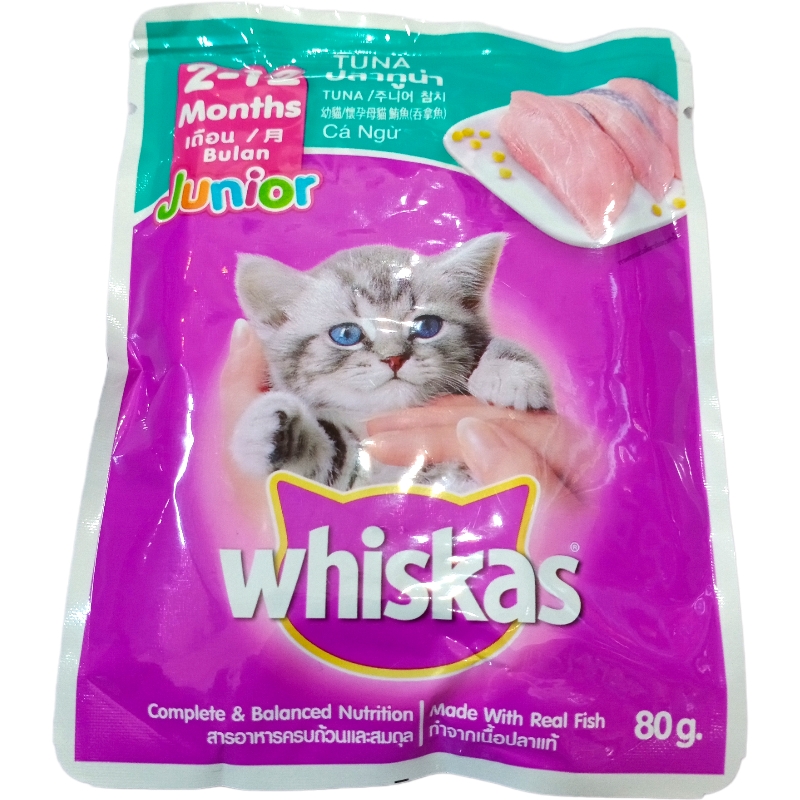 2-12
Months
เดือน / 月
Bulan
Junior
TUNA
ปลาทูน่า
TUNA /주니어 참치
幼貓/懷孕母貓 鮪魚(吞拿魚)
Cá Ngừ
whiskas®
Complete & Balanced Nutrition
สารอาหารครบถ้วนและสมดุล
Made With Real Fish
ทำจากเนื้อปลาแท้
80g.